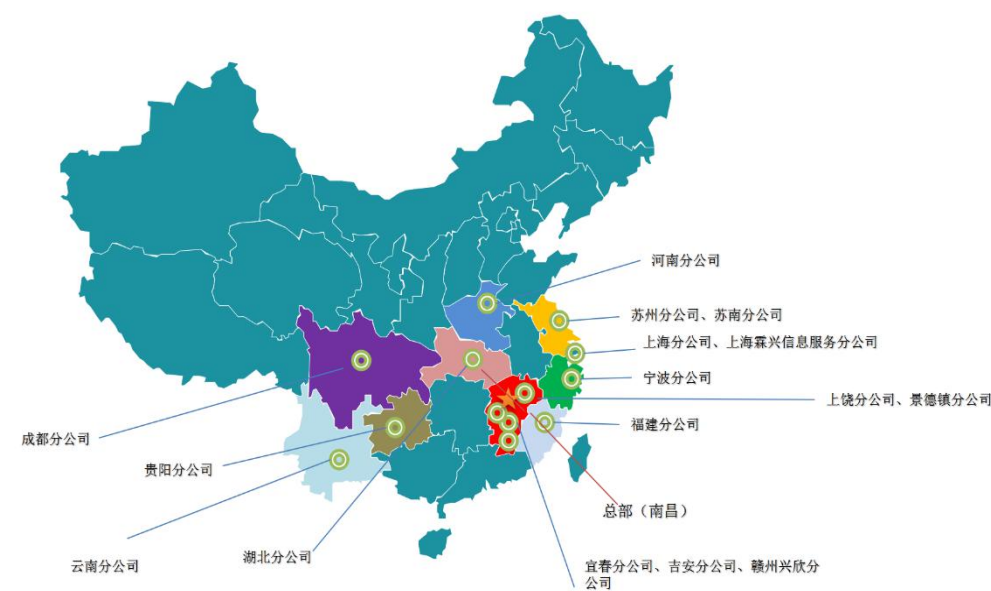 河南分公司
苏州分公司、苏南分公司
上海分公司、上海霖兴信息服务分公司
宁波分公司
上饶分公司、景德镇分公司
福建分公司
成都分公司
贵阳分公司
总部（南昌）
湖北分公司
云南分公司
宜春分公司、吉安分公司、赣州兴欣分
公司